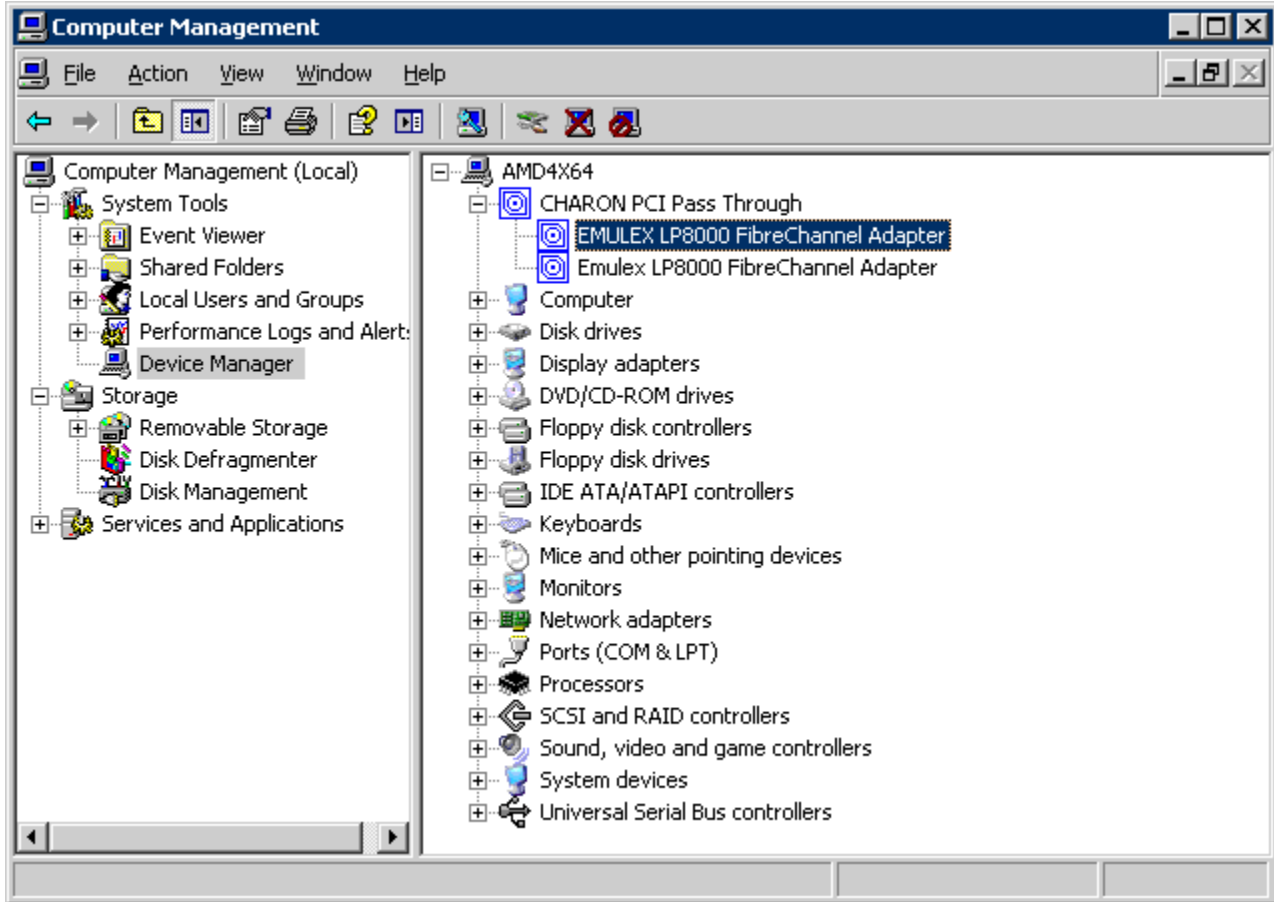 Computer Management
File Action View Window Help
Computer Management (Local)
System Tools
Event Viewer
Shared Folders
Local Users and Groups
Performance Logs and Alert
Device Manager
Storage
Removable Storage
Disk Defragmenter
Disk Management
Services and Applications
AMD4X64
CHARON PCI Pass Through
EMULEX LP8000 FibreChannel Adapter
Emulex LP8000 FibreChannel Adapter
Computer
Disk drives
Display adapters
DVD/CD-ROM drives
Floppy disk controllers
Floppy disk drives
IDE ATA/ATAPI controllers
Keyboards
Mice and other pointing devices
Monitors
Network adapters
Ports (COM & LPT)
Processors
SCSI and RAID controllers
Sound, video and game controllers
System devices
Universal Serial Bus controllers